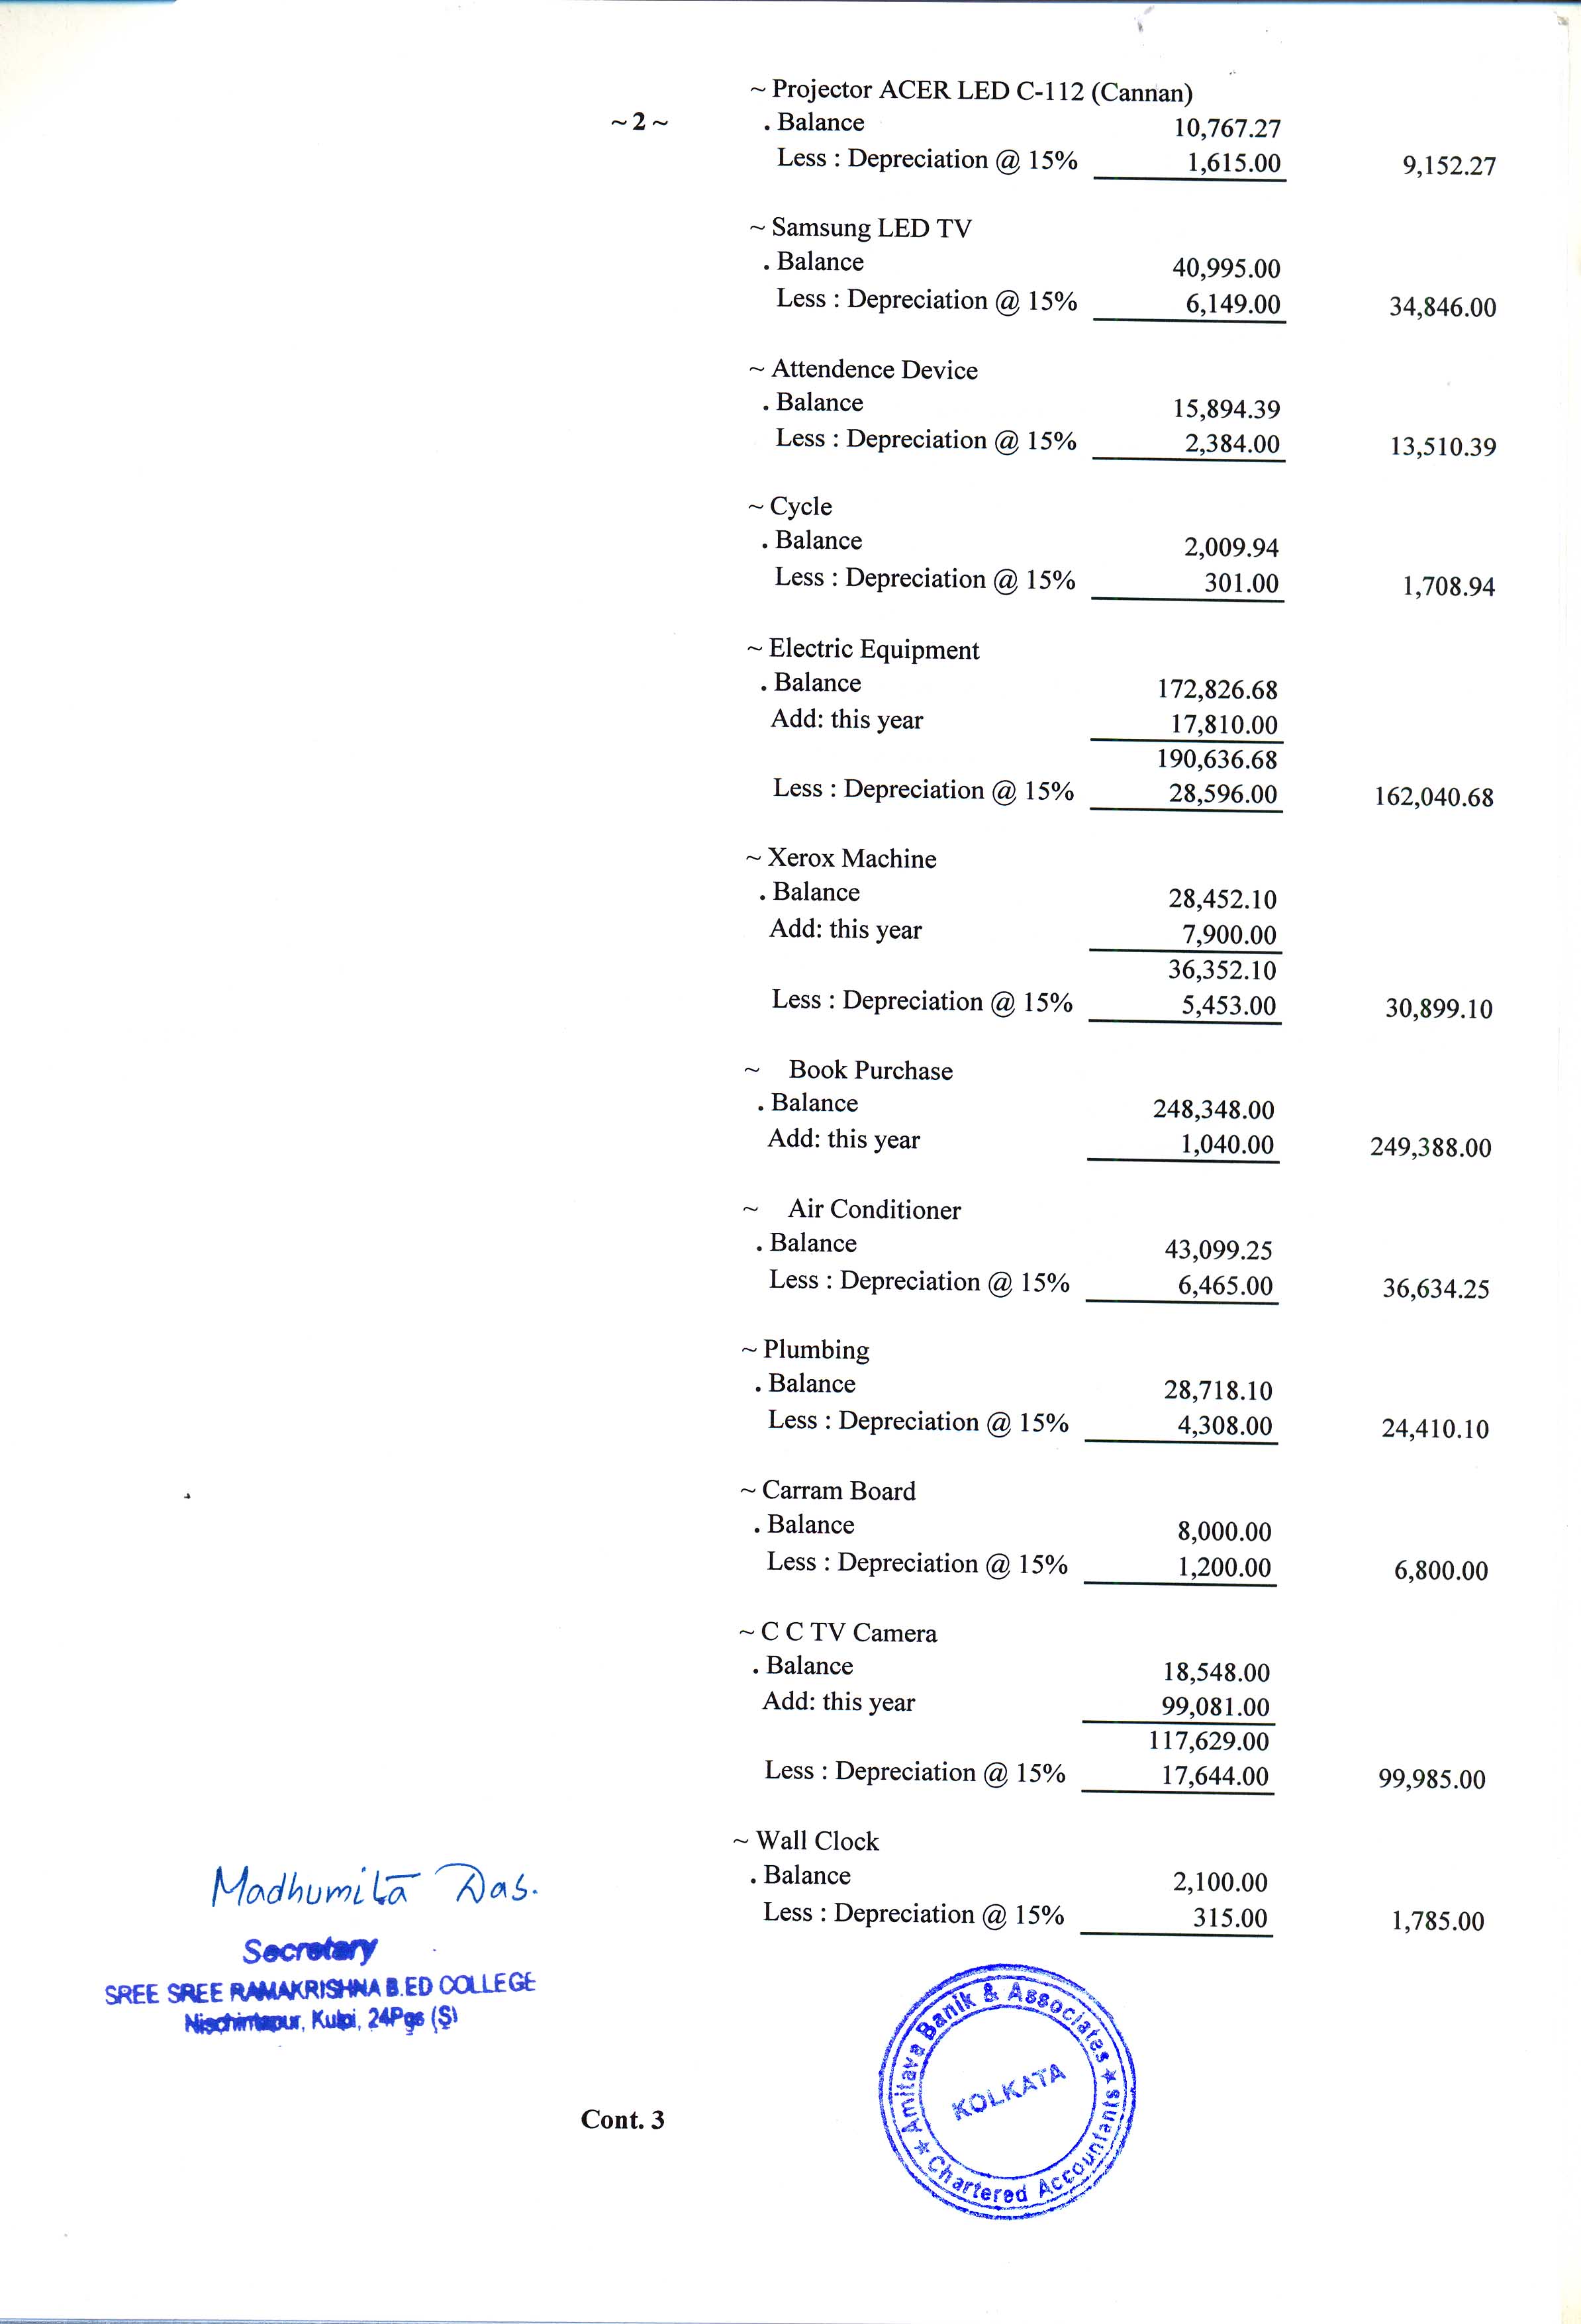 ~ Projector ACER LED C-112 (Cannan)
~ 2 ~
. Balance 10,767.27
Less : Depreciation @ 15% 1,615.00 9,152.27
~ Samsung LED TV
. Balance 40,995.00
Less : Depreciation @ 15% 6,149.00 34,846.00
~ Attendence Device
. Balance 15,894.39
Less : Depreciation @ 15% 2,384.00 13,510.39
~ Cycle
. Balance 2,009.94
Less : Depreciation @ 15% 301.00 1,708.94
~ Electric Equipment
. Balance 172,826.68
Add: this year 17,810.00
190,636.68
Less : Depreciation @ 15% 28,596.00 162,040.68
~ Xerox Machine
. Balance 28,452.10
Add: this year 7,900.00
36,352.10
Less : Depreciation @ 15% 5,453.00 30,899.10
~ Book Purchase
. Balance 248,348.00
Add: this year 1,040.00 249,388.00
~ Air Conditioner
. Balance 43,099.25
Less : Depreciation @ 15% 6,465.00 36,634.25
~ Plumbing
. Balance 28,718.10
Less : Depreciation @ 15% 4,308.00 24,410.10
~ Carram Board
. Balance 8,000.00
Less : Depreciation @ 15% 1,200.00 6,800.00
~ C C TV Camera
. Balance 18,548.00
Add: this year 99,081.00
117,629.00
Less : Depreciation @ 15% 17,644.00 99,985.00
~ Wall Clock
. Balance 2,100.00
Less : Depreciation @ 15% 315.00 1,785.00
Madhumita Das.
Secretary
SREE SREE RAMAKRISHNA B.ED COLLEGE
Nischintapur, Kulpi, 24Pgs (S)
Amitava Banik & Associates
KOLKATA
Chartered Accountants
Cont. 3